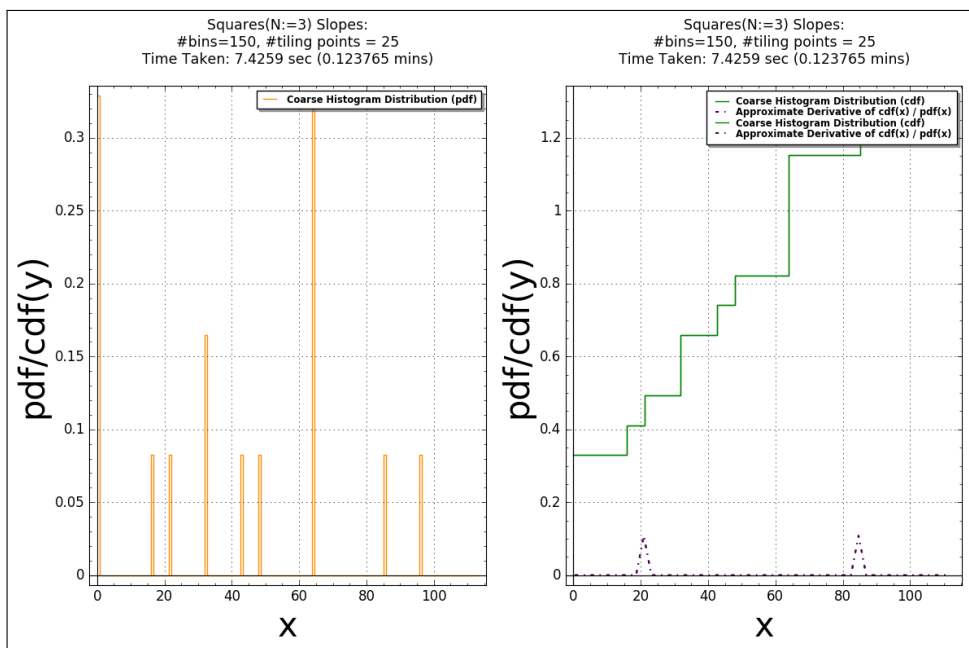 Squares(N:=3) Slopes:
#bins=150, #tiling points = 25
Time Taken: 7.4259 sec (0.123765 mins)
Coarse Histogram Distribution (pdf)
0.3
0.25
0.2
0.15
0.1
0.05
0
pdf/cdf(y)
0 20 40 60 80 100
x
Squares(N:=3) Slopes:
#bins=150, #tiling points = 25
Time Taken: 7.4259 sec (0.123765 mins)
Coarse Histogram Distribution (cdf)
Approximate Derivative of cdf(x) / pdf(x)
Coarse Histogram Distribution (cdf)
Approximate Derivative of cdf(x) / pdf(x)
1.2
1
0.8
0.6
0.4
0.2
0
pdf/cdf(y)
0 20 40 60 80 100
x